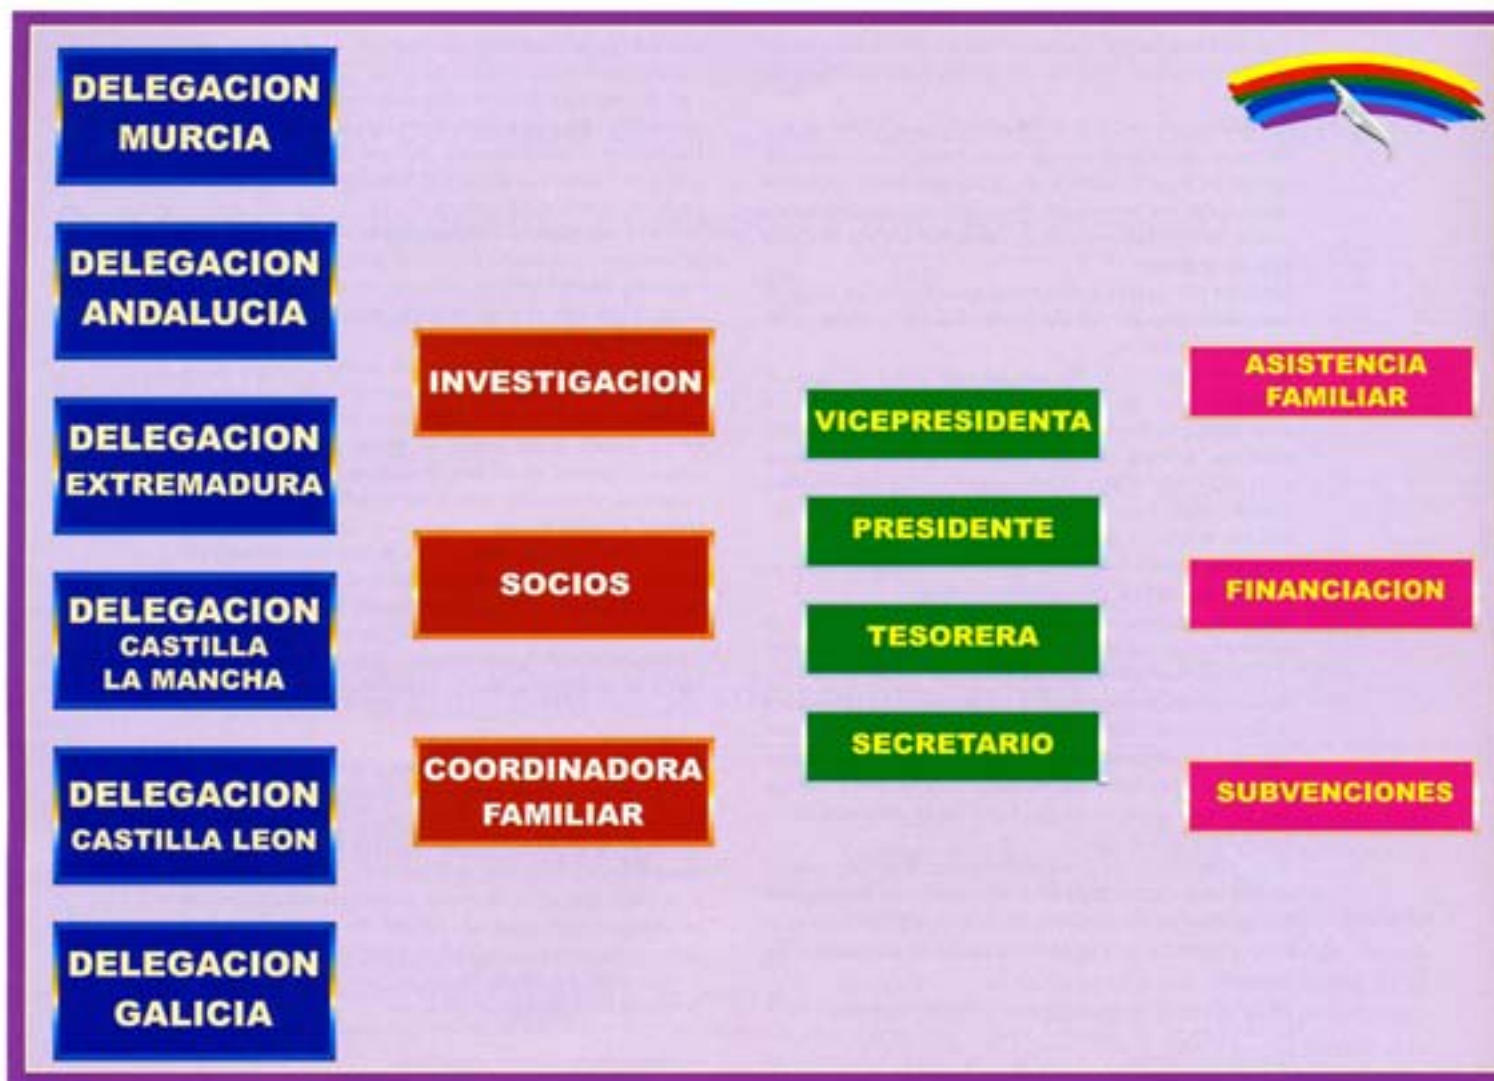 DELEGACION
MURCIA
DELEGACION
ANDALUCIA
DELEGACION
EXTREMADURA
DELEGACION
CASTILLA
LA MANCHA
DELEGACION
CASTILLA LEON
DELEGACION
GALICIA
INVESTIGACION
SOCIOS
COORDINADORA
FAMILIAR
VICEPRESIDENTA
PRESIDENTE
TESORERA
SECRETARIO
ASISTENCIA
FAMILIAR
FINANCIACION
SUBVENCIONES